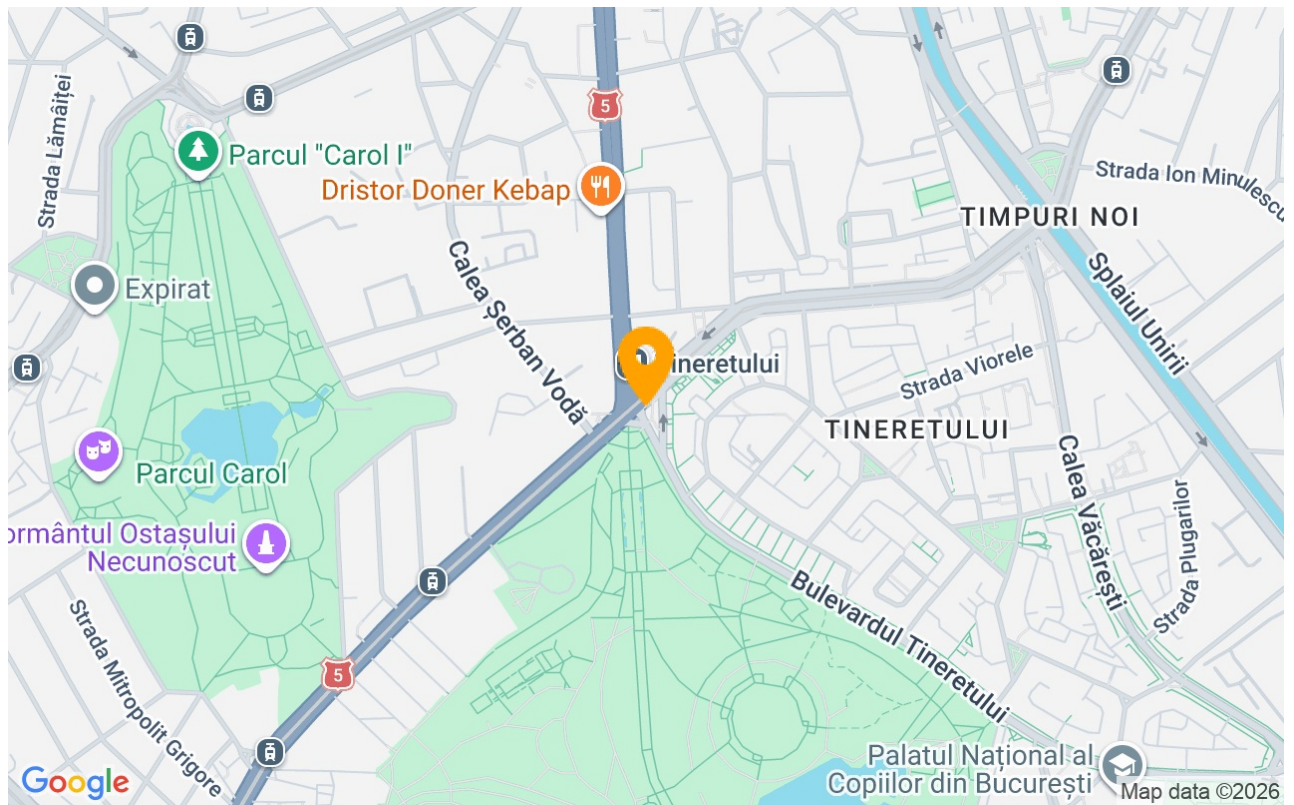 Strada Lămâiței
5
Parcul "Carol I"
Dristor Doner Kebap
Strada Ion Minulescu
TIMPURI NOI
Expirat
Calea Șerban Vodă
Splaiul Unirii
ineretului
Strada Viorele
TINERETULUI
Parcul Carol
Calea Văcărești
Strada Plugarilor
ormântul Ostașului
Necunoscut
Bulevardul Tineretului
Strada Mitropolit Grigore
5
Palatul Național al
Copiilor din București
Google
Map data ©2026